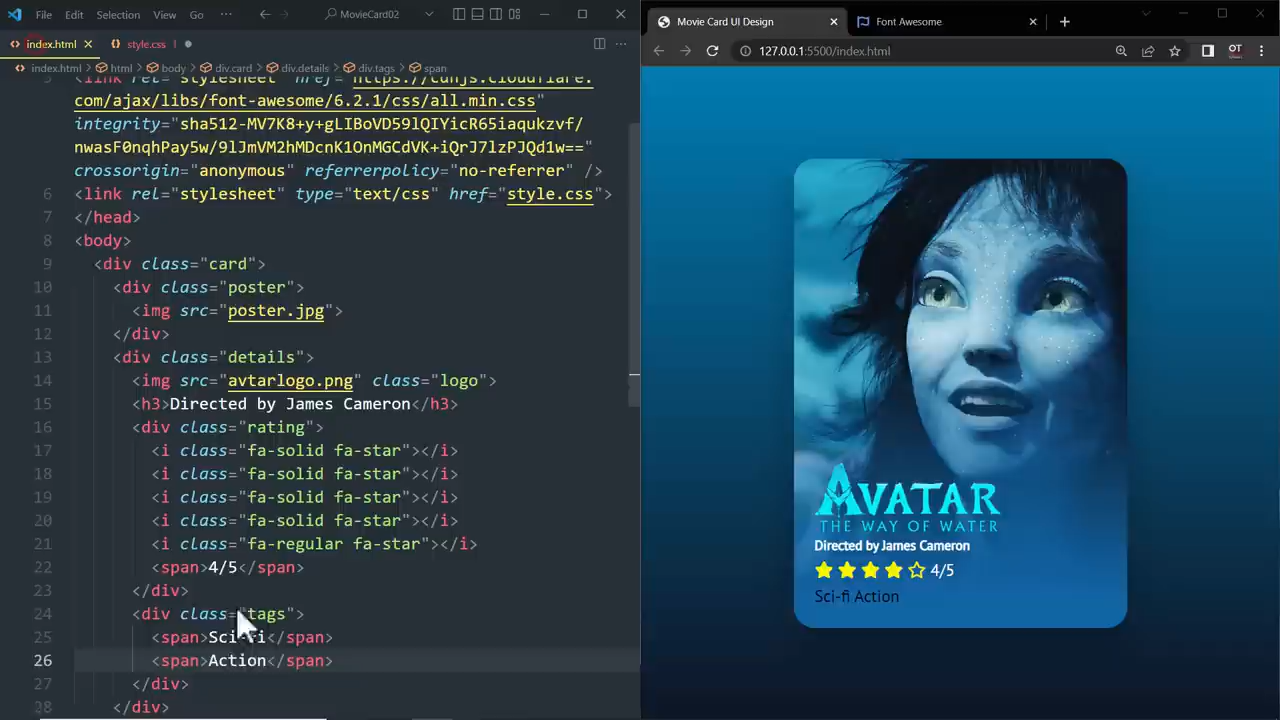 File Edit Selection View Go ··· MovieCard02
index.html style.css
index.html > html > body > div.card > div.details > div.tags > span
5 <link rel="stylesheet" href="https://cdnjs.cloudflare.
com/ajax/libs/font-awesome/6.2.1/css/all.min.css"
integrity="sha512-MV7K8+y+gLIBoVD59lQIYicR65iaqukzvf/
nwasF0nqhPay5w/9lJmVM2hMDcnK1OnMGCdVK+iQrJ7lzPJQd1w=="
crossorigin="anonymous" referrerpolicy="no-referrer" />
6 <link rel="stylesheet" type="text/css" href="style.css">
7 </head>
8 <body>
9 <div class="card">
10 <div class="poster">
11 <img src="poster.jpg">
12 </div>
13 <div class="details">
14 <img src="avtarlogo.png" class="logo">
15 <h3>Directed by James Cameron</h3>
16 <div class="rating">
17 <i class="fa-solid fa-star"></i>
18 <i class="fa-solid fa-star"></i>
19 <i class="fa-solid fa-star"></i>
20 <i class="fa-solid fa-star"></i>
21 <i class="fa-regular fa-star"></i>
22 <span>4/5</span>
23 </div>
24 <div class="tags">
25 <span>Sci-fi</span>
26 <span>Action</span>
27 </div>
28 </div>
Movie Card UI Design Font Awesome
127.0.0.1:5500/index.html OT
AVATAR
THE WAY OF WATER
Directed by James Cameron
4/5
Sci-fi Action